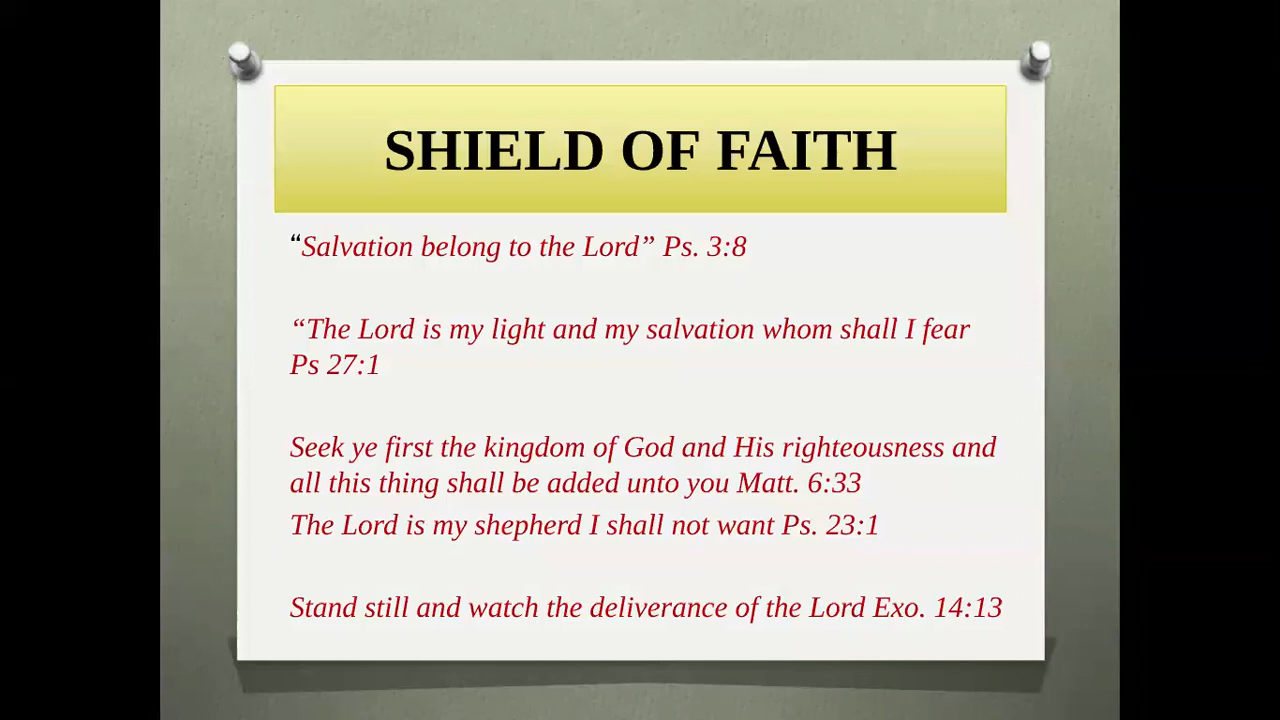 SHIELD OF FAITH
“Salvation belong to the Lord” Ps. 3:8
“The Lord is my light and my salvation whom shall I fear
Ps 27:1
Seek ye first the kingdom of God and His righteousness and
all this thing shall be added unto you Matt. 6:33
The Lord is my shepherd I shall not want Ps. 23:1
Stand still and watch the deliverance of the Lord Exo. 14:13